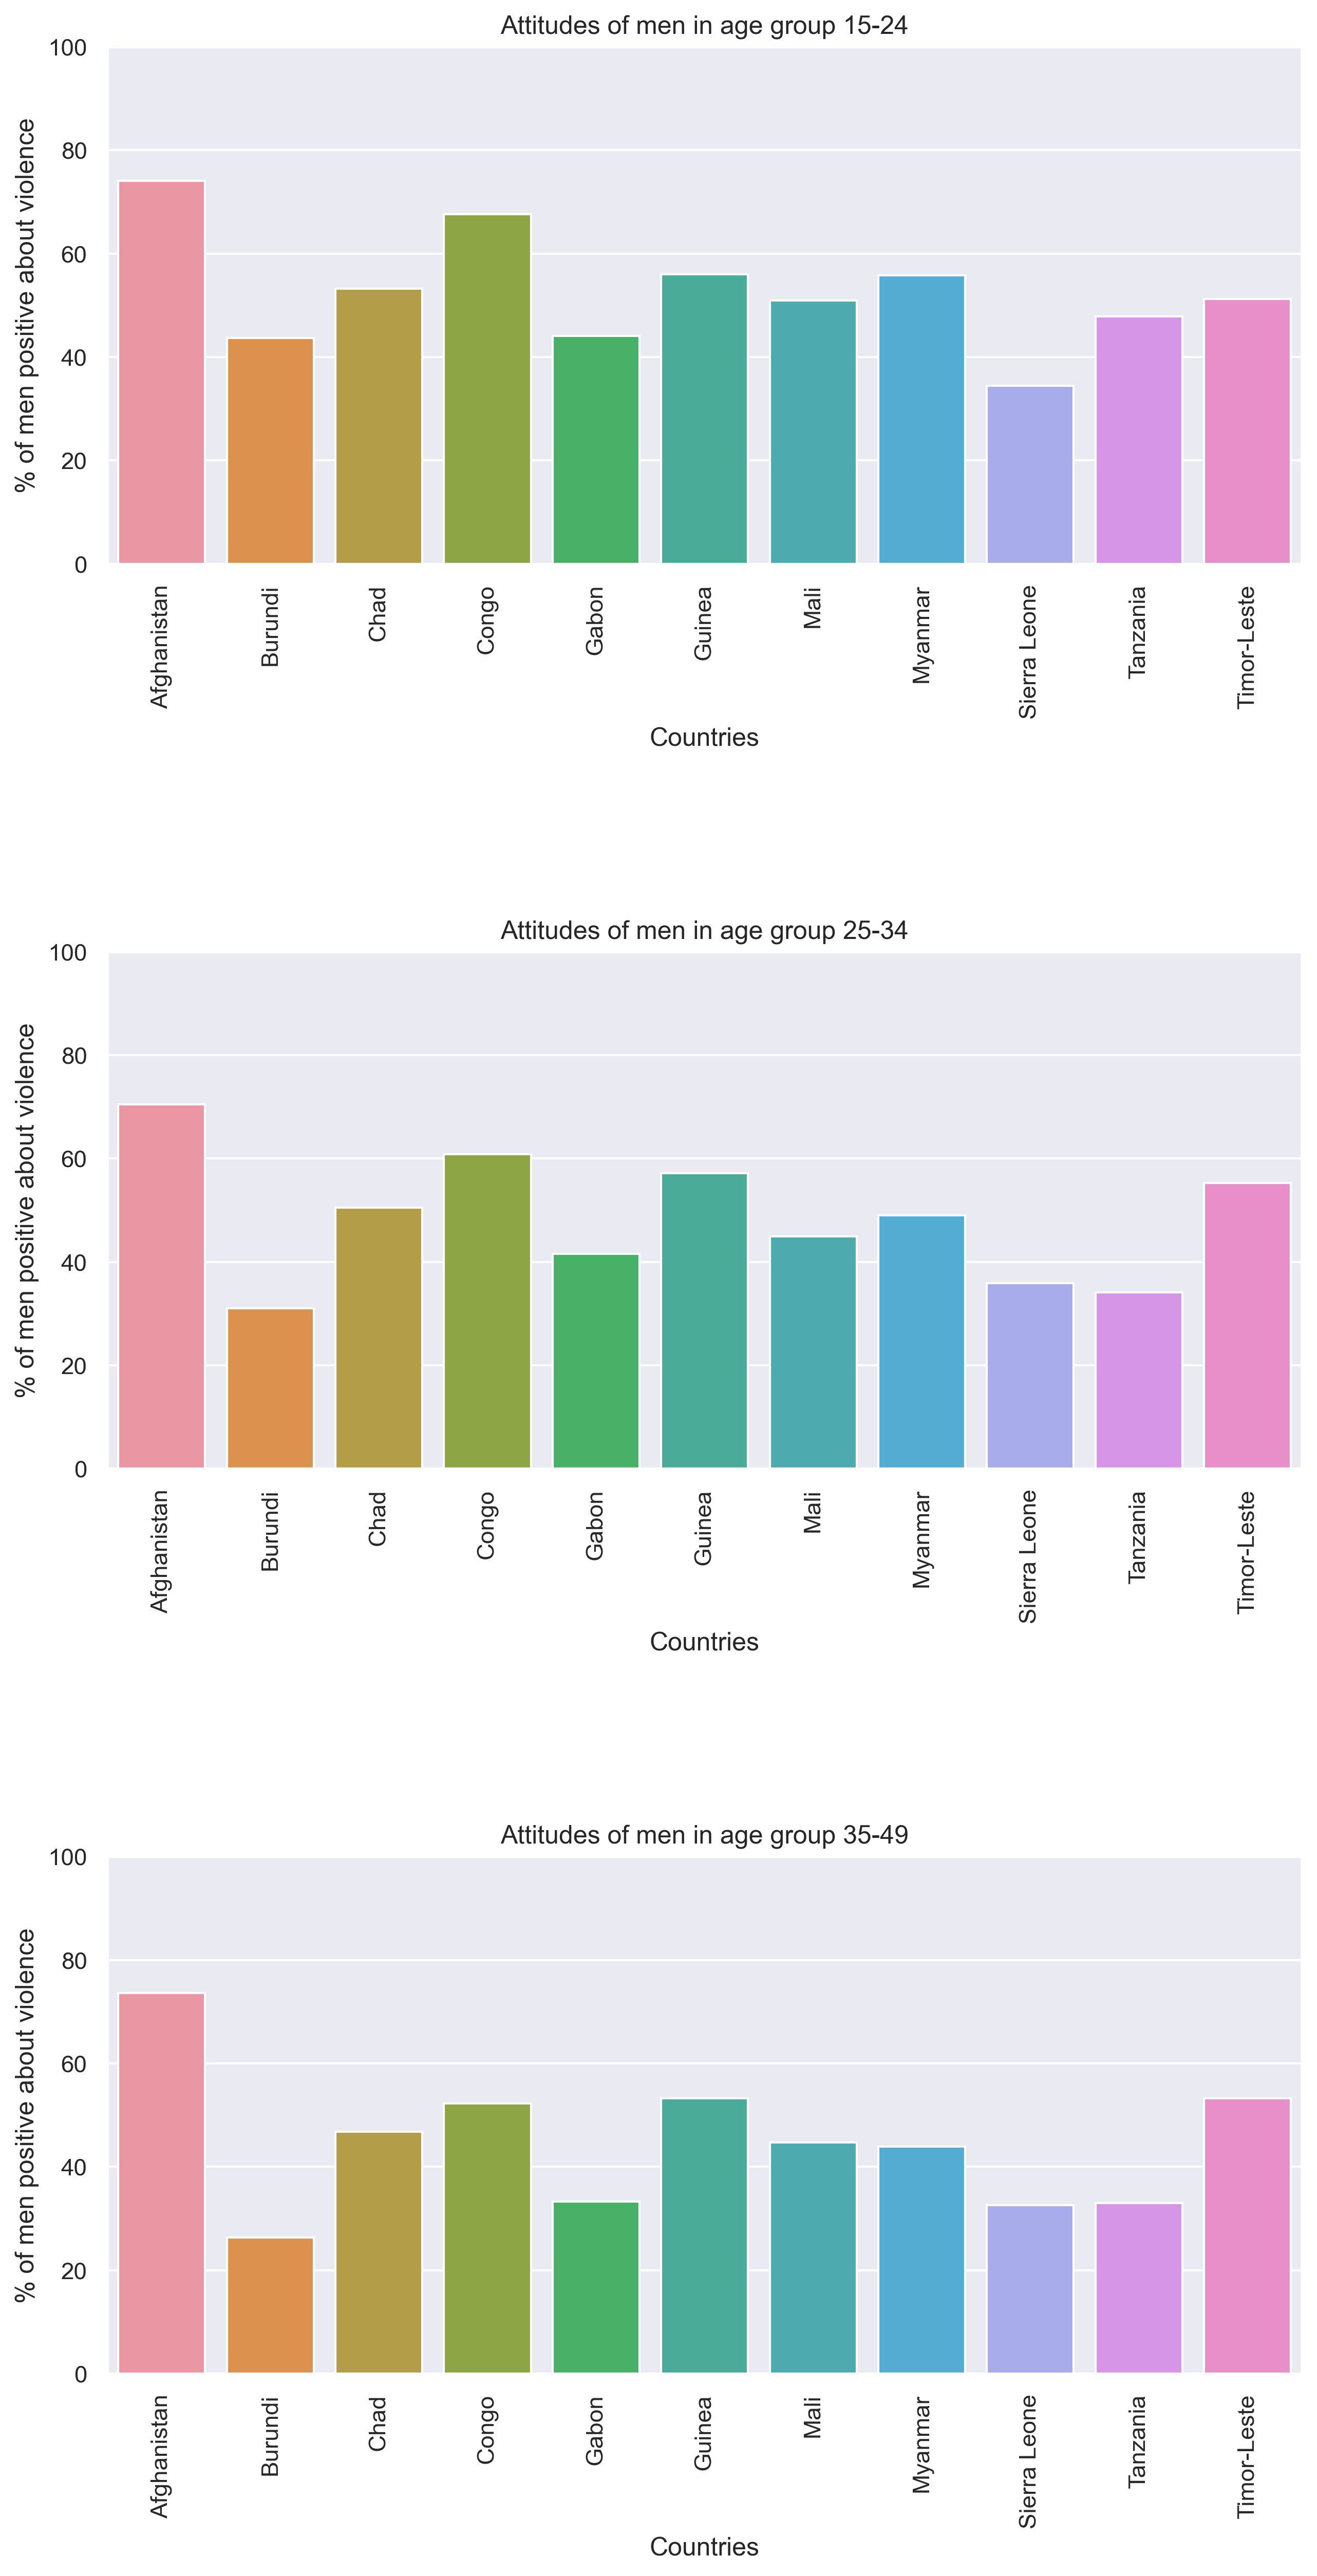 Attitudes of men in age group 15-24
% of men positive about violence
100
80
60
40
20
0
Afghanistan
Burundi
Chad
Congo
Gabon
Guinea
Mali
Myanmar
Sierra Leone
Tanzania
Timor-Leste
Countries
Attitudes of men in age group 25-34
% of men positive about violence
100
80
60
40
20
0
Afghanistan
Burundi
Chad
Congo
Gabon
Guinea
Mali
Myanmar
Sierra Leone
Tanzania
Timor-Leste
Countries
Attitudes of men in age group 35-49
% of men positive about violence
100
80
60
40
20
0
Afghanistan
Burundi
Chad
Congo
Gabon
Guinea
Mali
Myanmar
Sierra Leone
Tanzania
Timor-Leste
Countries